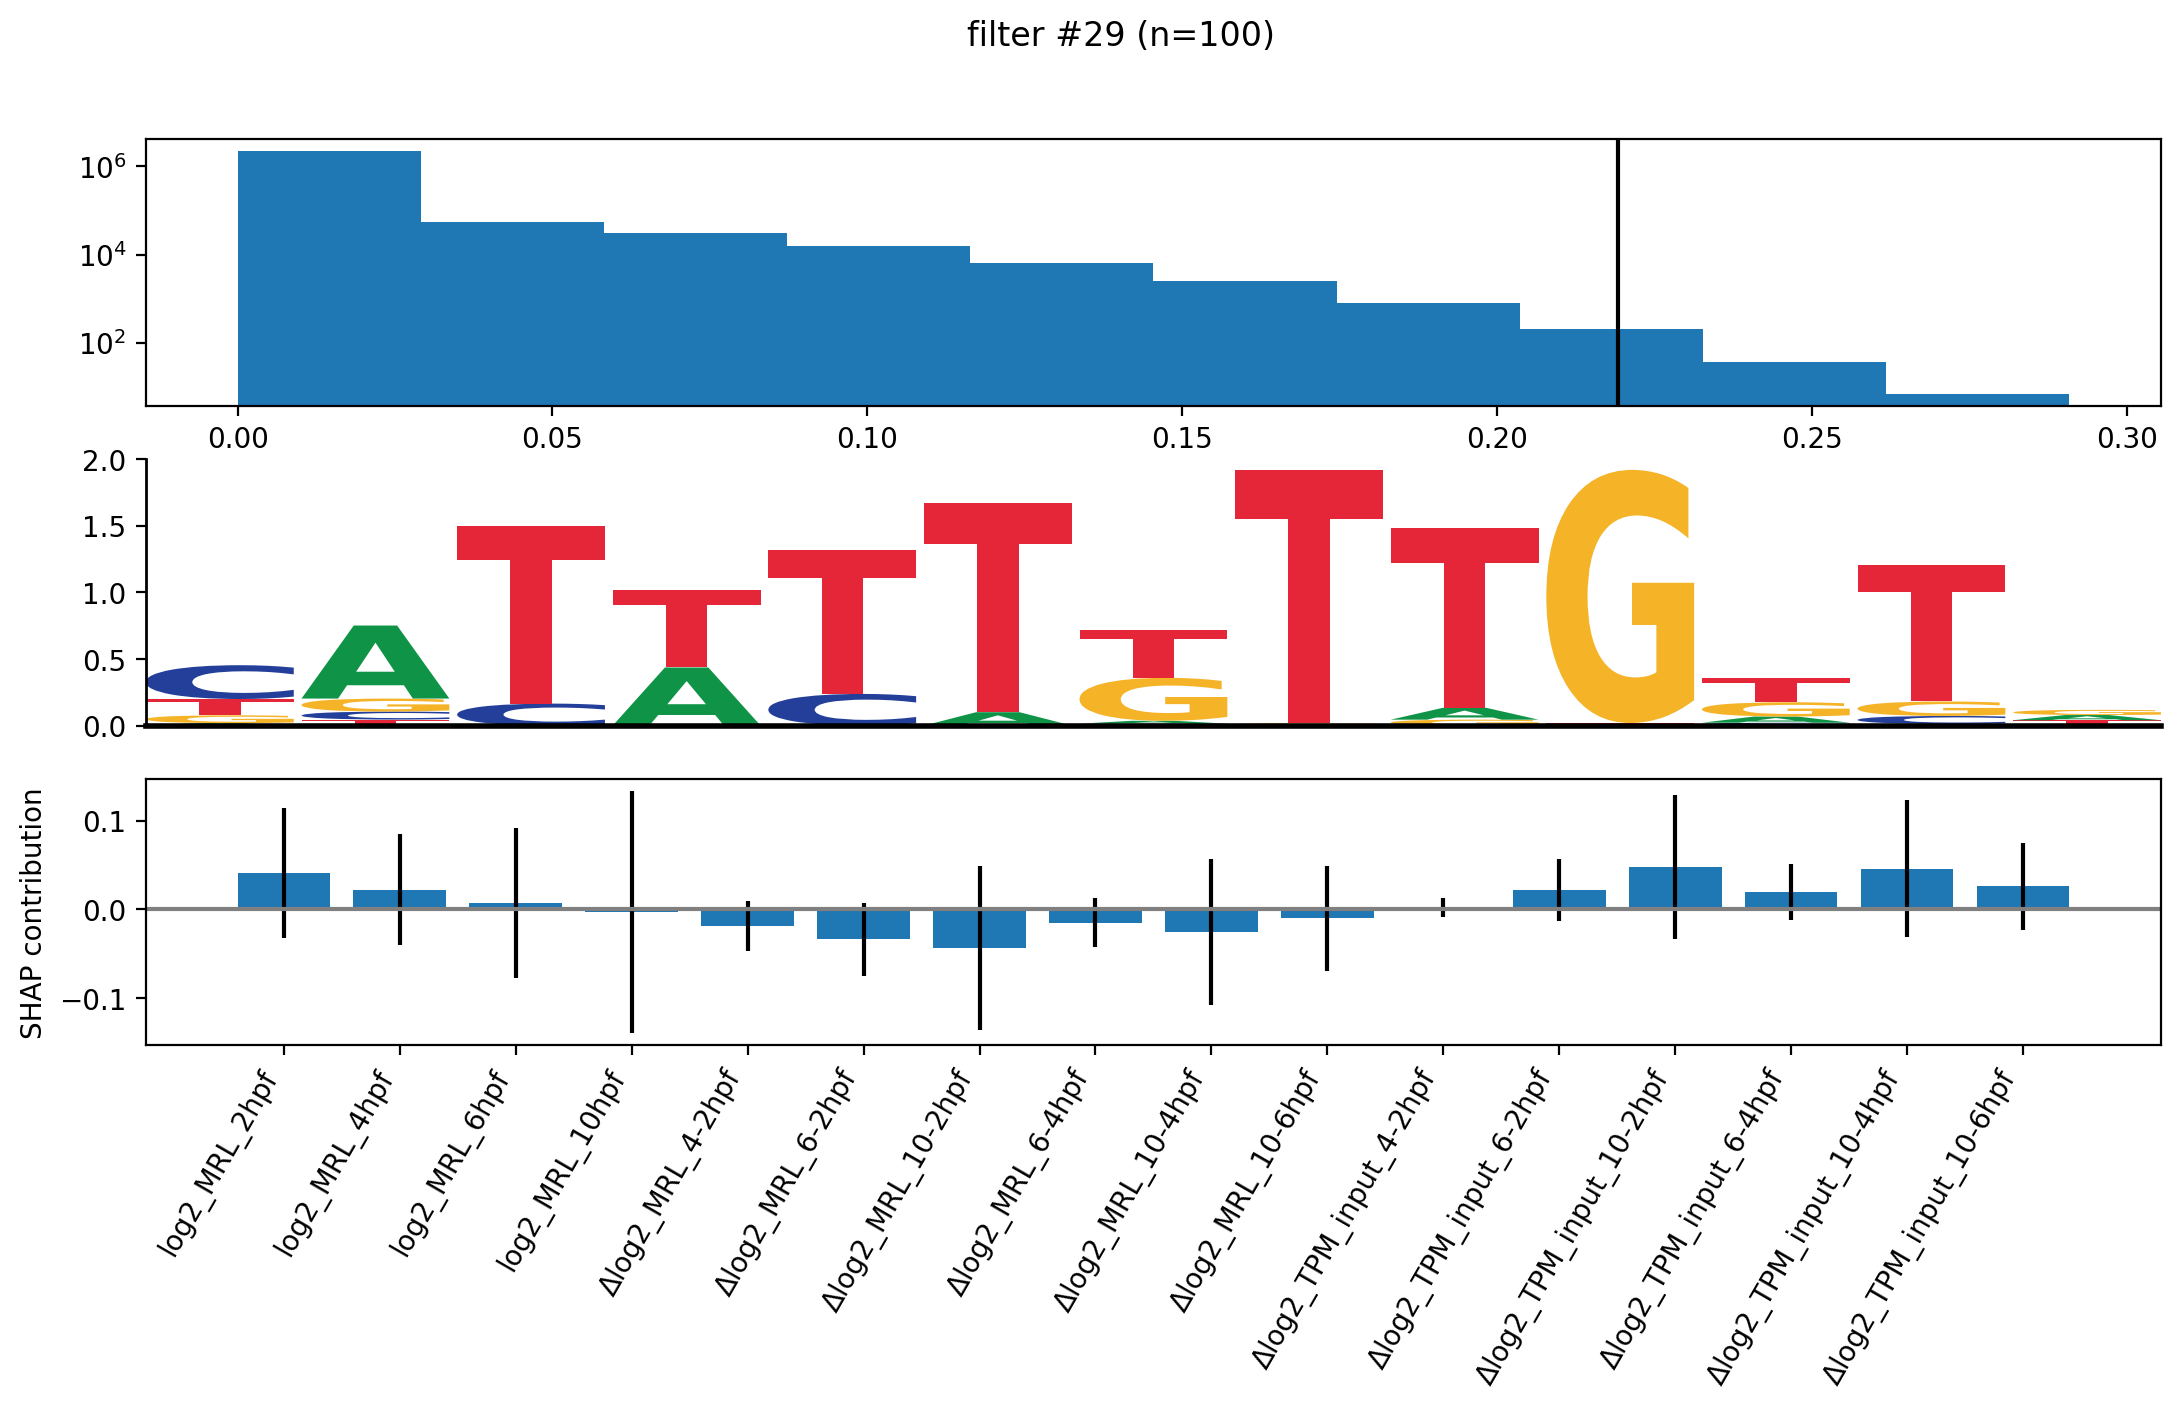 filter #29 (n=100)
10^6
10^4
10^2
0.00 0.05 0.10 0.15 0.20 0.25 0.30
2.0
1.5
1.0
0.5
0.0
SHAP contribution
0.1
0.0
−0.1
log2_MRL_2hpf
log2_MRL_4hpf
log2_MRL_6hpf
log2_MRL_10hpf
Δlog2_MRL_4-2hpf
Δlog2_MRL_6-2hpf
Δlog2_MRL_10-2hpf
Δlog2_MRL_6-4hpf
Δlog2_MRL_10-4hpf
Δlog2_MRL_10-6hpf
Δlog2_TPM_input_4-2hpf
Δlog2_TPM_input_6-2hpf
Δlog2_TPM_input_10-2hpf
Δlog2_TPM_input_6-4hpf
Δlog2_TPM_input_10-4hpf
Δlog2_TPM_input_10-6hpf